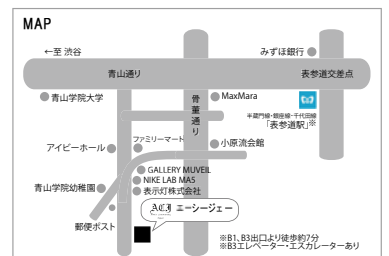 MAP
←至 渋谷
みずほ銀行
青山通り
表参道交差点
青山学院大学
骨董通り
MaxMara
半蔵門線・銀座線・千代田線
「表参道駅」※
ファミリーマート
アイビーホール
小原流会館
GALLERY MUVEIL
NIKE LAB MA5
表示灯株式会社
青山学院幼稚園
ACJ エーシージェー
郵便ポスト
※B1、B3出口より徒歩約7分
※B3エレベーター・エスカレーターあり